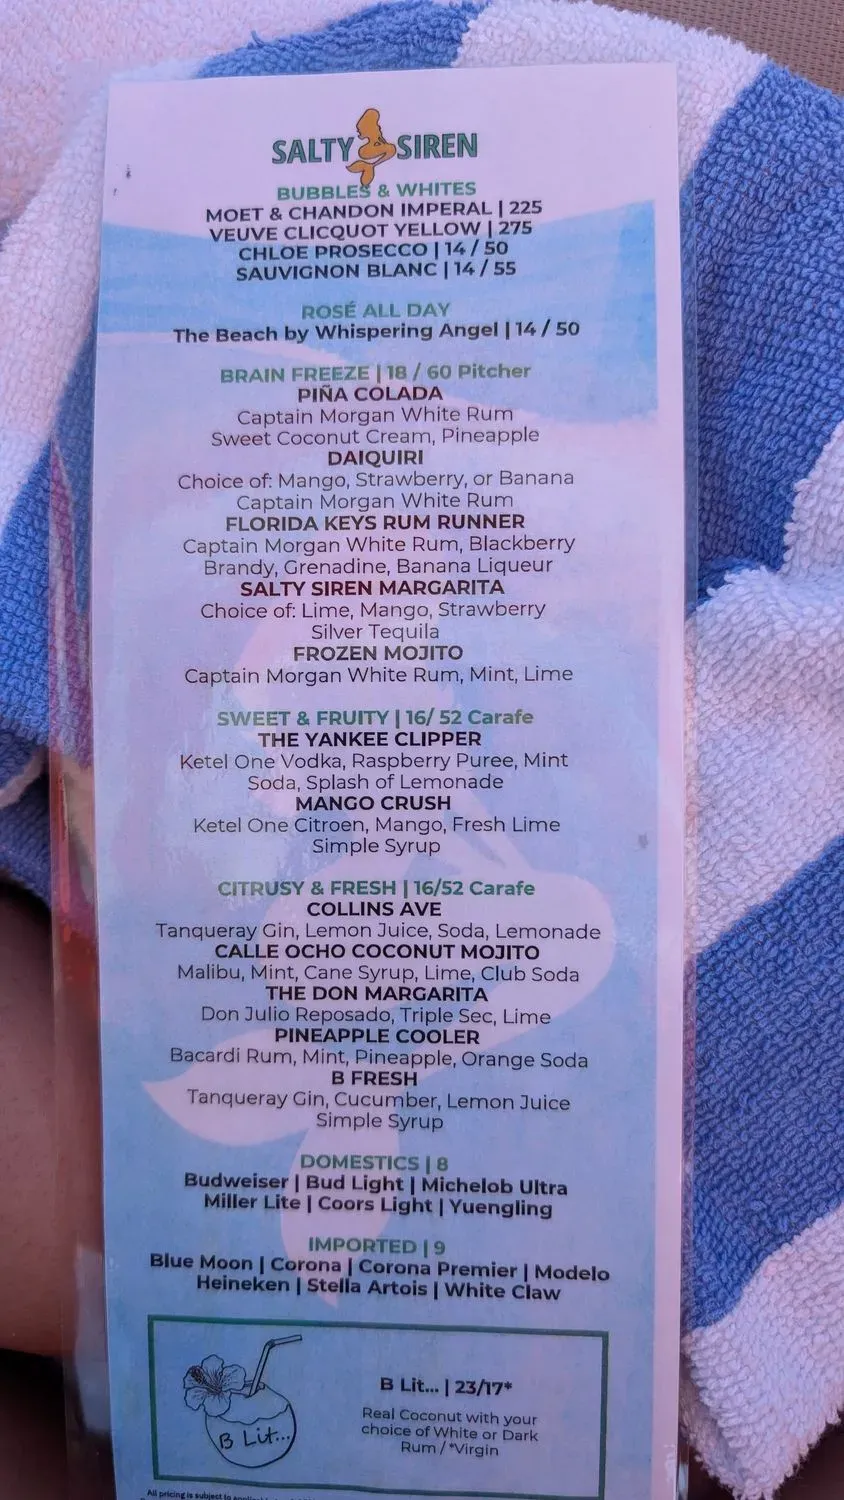 SALTY SIREN
BUBBLES & WHITES
MOET & CHANDON IMPERAL | 225
VEUVE CLICQUOT YELLOW | 275
CHLOE PROSECCO | 14 / 50
SAUVIGNON BLANC | 14 / 55
ROSÉ ALL DAY
The Beach by Whispering Angel | 14 / 50
BRAIN FREEZE | 18 / 60 Pitcher
PIÑA COLADA
Captain Morgan White Rum
Sweet Coconut Cream, Pineapple
DAIQUIRI
Choice of: Mango, Strawberry, or Banana
Captain Morgan White Rum
FLORIDA KEYS RUM RUNNER
Captain Morgan White Rum, Blackberry
Brandy, Grenadine, Banana Liqueur
SALTY SIREN MARGARITA
Choice of: Lime, Mango, Strawberry
Silver Tequila
FROZEN MOJITO
Captain Morgan White Rum, Mint, Lime
SWEET & FRUITY | 16/ 52 Carafe
THE YANKEE CLIPPER
Ketel One Vodka, Raspberry Puree, Mint
Soda, Splash of Lemonade
MANGO CRUSH
Ketel One Citroen, Mango, Fresh Lime
Simple Syrup
CITRUSY & FRESH | 16/52 Carafe
COLLINS AVE
Tanqueray Gin, Lemon Juice, Soda, Lemonade
CALLE OCHO COCONUT MOJITO
Malibu, Mint, Cane Syrup, Lime, Club Soda
THE DON MARGARITA
Don Julio Reposado, Triple Sec, Lime
PINEAPPLE COOLER
Bacardi Rum, Mint, Pineapple, Orange Soda
B FRESH
Tanqueray Gin, Cucumber, Lemon Juice
Simple Syrup
DOMESTICS | 8
Budweiser | Bud Light | Michelob Ultra
Miller Lite | Coors Light | Yuengling
IMPORTED | 9
Blue Moon | Corona | Corona Premier | Modelo
Heineken | Stella Artois | White Claw
B Lit... | 23/17*
Real Coconut with your
choice of White or Dark
Rum / *Virgin
B Lit...
All pricing is subject to